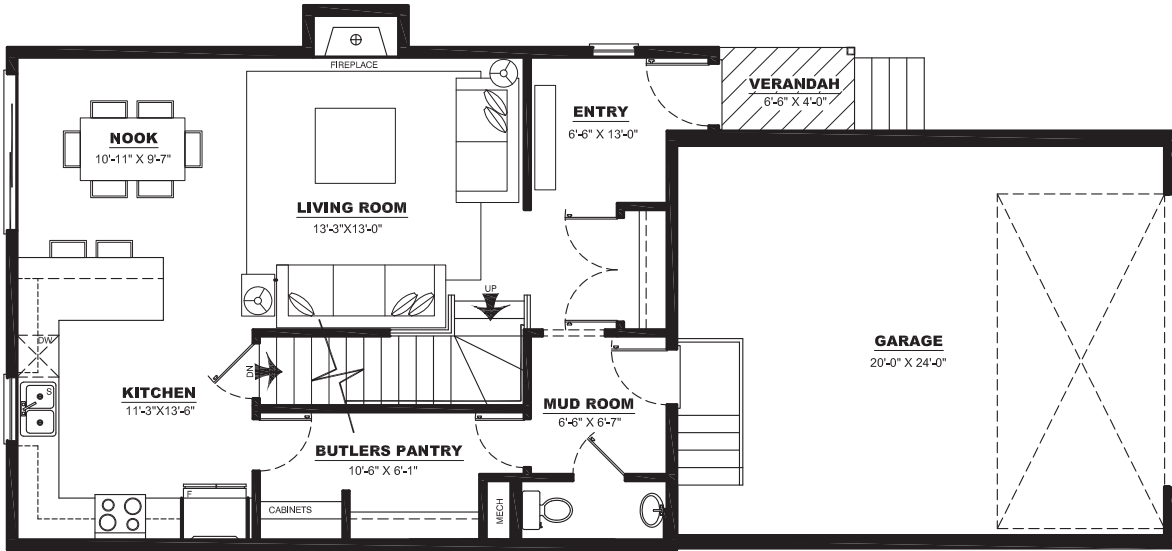 FIREPLACE
VERANDAH
6'-6" X 4'-0"
ENTRY
6'-6" X 13'-0"
NOOK
10'-11" X 9'-7"
LIVING ROOM
13'-3"X13'-0"
UP
DW
GARAGE
20'-0" X 24'-0"
DN
KITCHEN
11'-3"X13'-6"
S
MUD ROOM
6'-6" X 6'-7"
BUTLERS PANTRY
10'-6" X 6'-1"
F
CABINETS
MECH